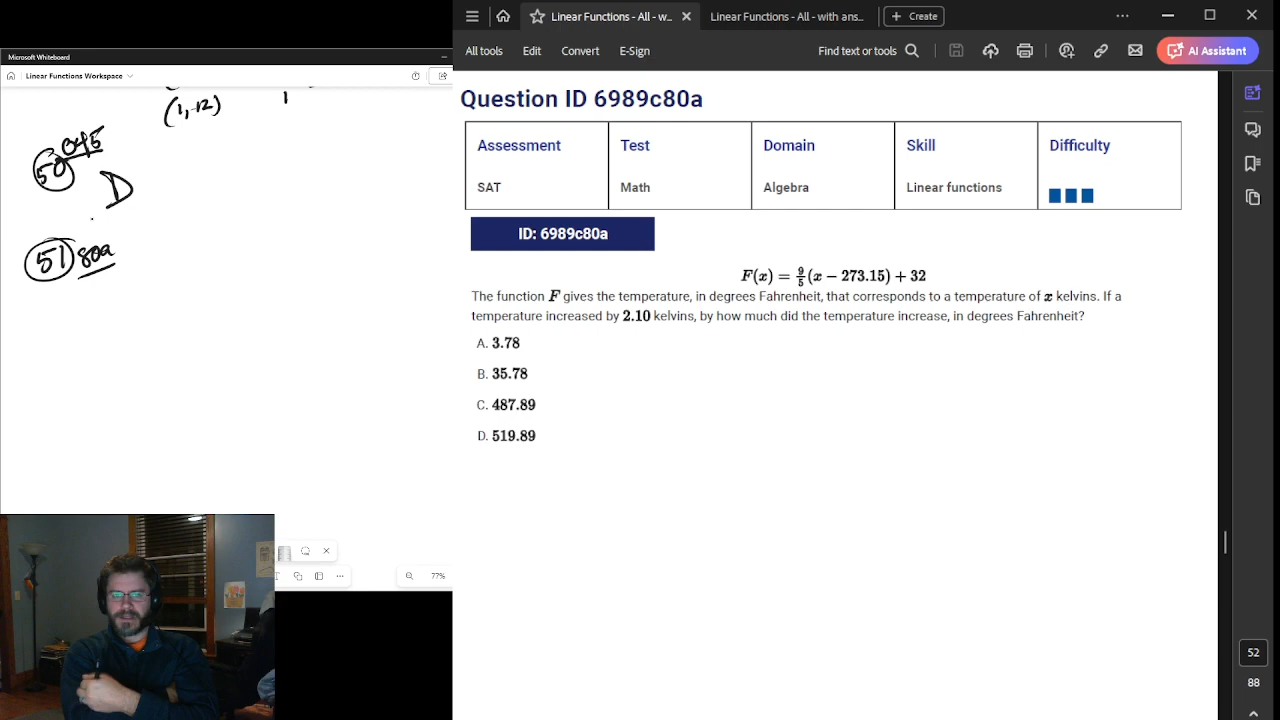 Microsoft Whiteboard
Linear Functions Workspace
(1,-12)
1
50 045
D
51 80a
77%
Linear Functions - All - w...
Linear Functions - All - with ans...
+ Create
All tools
Edit
Convert
E-Sign
Find text or tools
AI Assistant
Question ID 6989c80a
Assessment
Test
Domain
Skill
Difficulty
SAT
Math
Algebra
Linear functions
ID: 6989c80a
F(x) = 9/5(x − 273.15) + 32
The function F gives the temperature, in degrees Fahrenheit, that corresponds to a temperature of x kelvins. If a
temperature increased by 2.10 kelvins, by how much did the temperature increase, in degrees Fahrenheit?
A. 3.78
B. 35.78
C. 487.89
D. 519.89
52
88